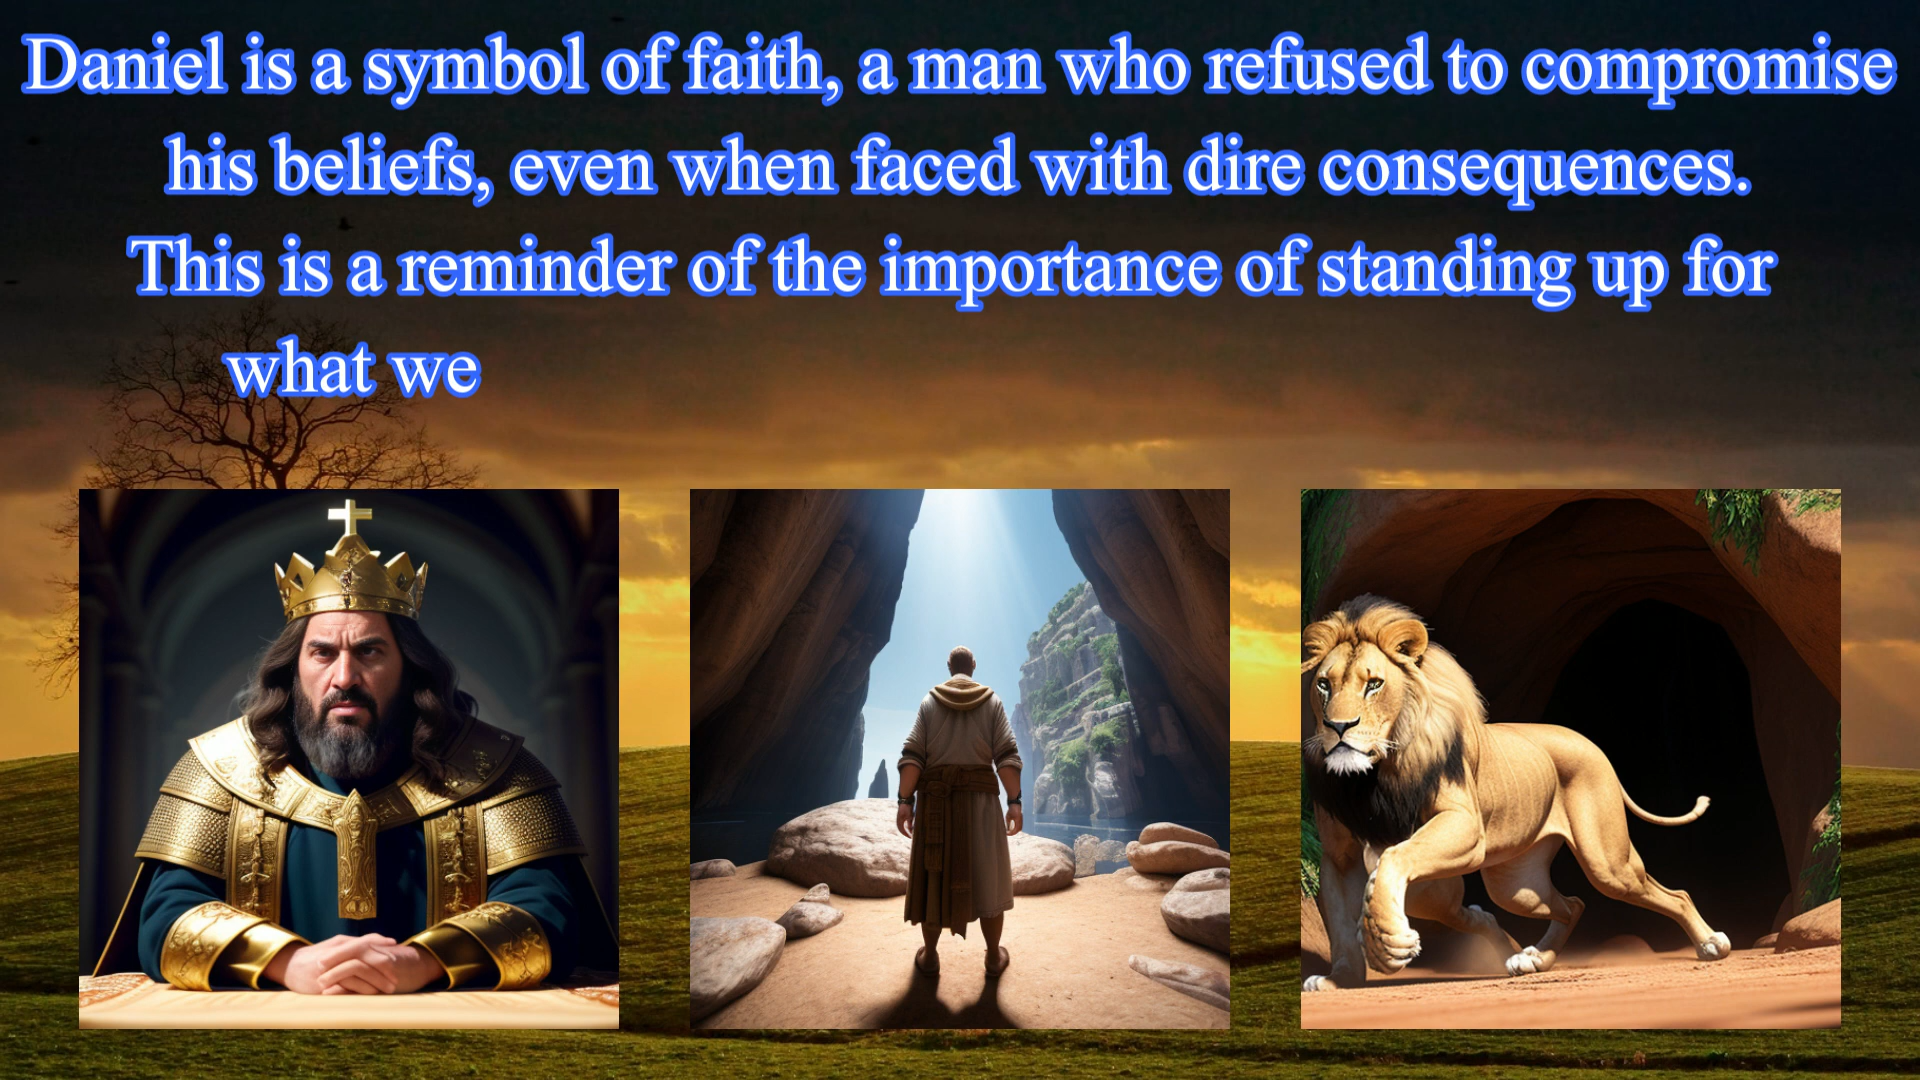 Daniel is a symbol of faith, a man who refused to compromise
his beliefs, even when faced with dire consequences.
This is a reminder of the importance of standing up for
what we